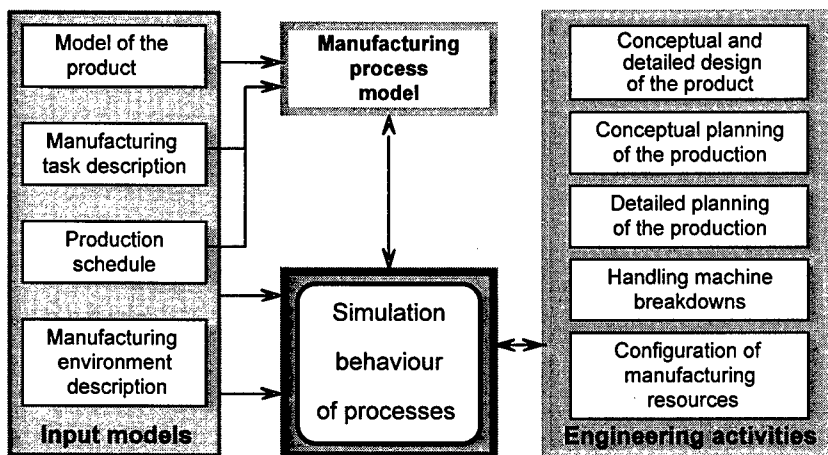 Model of the
product
Manufacturing
task description
Production
schedule
Manufacturing
environment
description
Input models
Manufacturing
process
model
Simulation
behaviour
of processes
Conceptual and
detailed design
of the product
Conceptual planning
of the production
Detailed planning
of the production
Handling machine
breakdowns
Configuration of
manufacturing
resources
Engineering activities